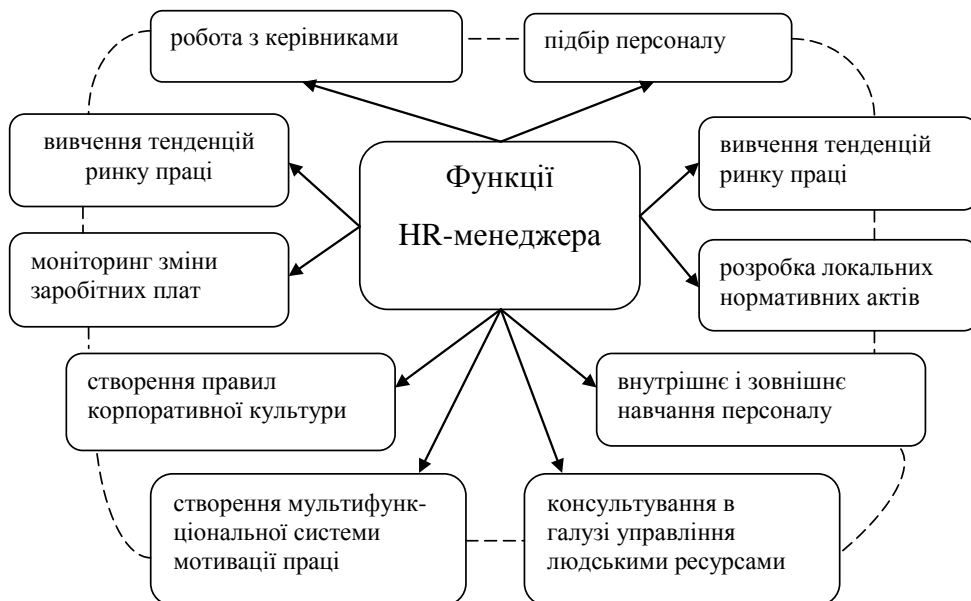 робота з керівниками
підбір персоналу
вивчення тенденцій
ринку праці
Функції
HR-менеджера
вивчення тенденцій
ринку праці
моніторинг зміни
заробітних плат
розробка локальних
нормативних актів
створення правил
корпоративної культури
внутрішнє і зовнішнє
навчання персоналу
створення мультифунк-
ціональної системи
мотивації праці
консультування в
галузі управління
людськими ресурсами